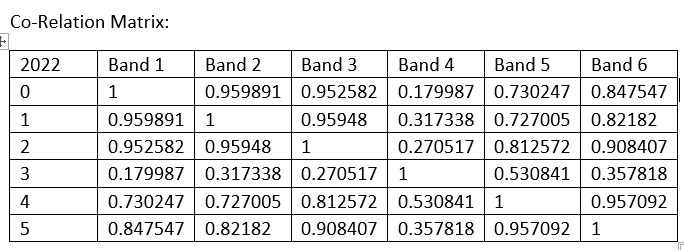 Co-Relation Matrix:
2022 Band 1 Band 2 Band 3 Band 4 Band 5 Band 6
0 1 0.959891 0.952582 0.179987 0.730247 0.847547
1 0.959891 1 0.95948 0.317338 0.727005 0.82182
2 0.952582 0.95948 1 0.270517 0.812572 0.908407
3 0.179987 0.317338 0.270517 1 0.530841 0.357818
4 0.730247 0.727005 0.812572 0.530841 1 0.957092
5 0.847547 0.82182 0.908407 0.357818 0.957092 1